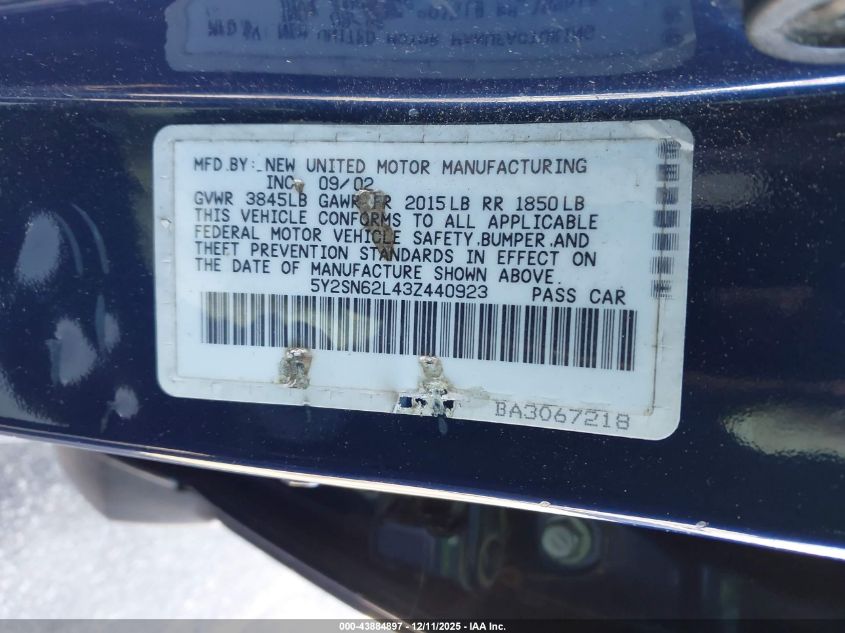 MFD.BY: NEW UNITED MOTOR MANUFACTURING
INC. 09/02
GVWR 3845LB GAWR FR 2015LB RR 1850LB
THIS VEHICLE CONFORMS TO ALL APPLICABLE
FEDERAL MOTOR VEHICLE SAFETY,BUMPER,AND
THEFT PREVENTION STANDARDS IN EFFECT ON
THE DATE OF MANUFACTURE SHOWN ABOVE.
5Y2SN62L43Z440923 PASS CAR
BA3067218
000-43884897 - 12/11/2025 - IAA Inc.